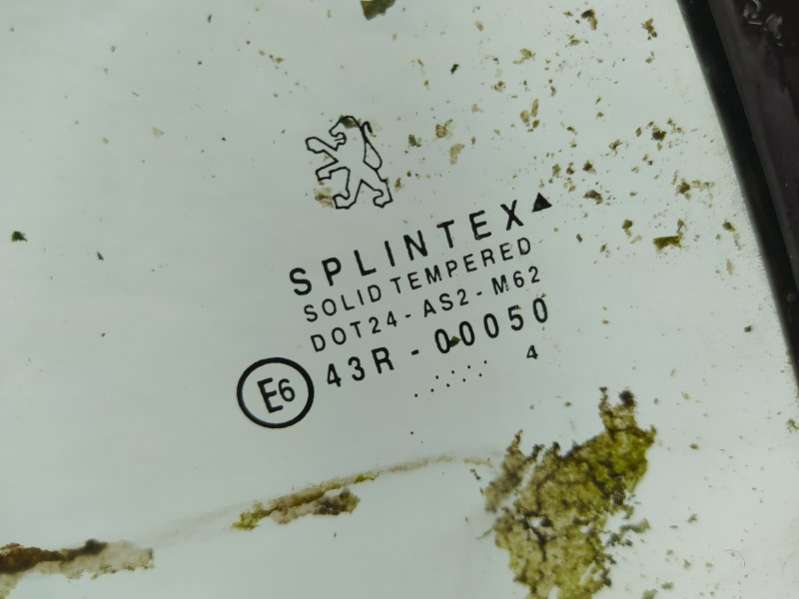 SPLINTEX▲
SOLID TEMPERED
DOT24-AS2-M62
E6 43R-00050
4